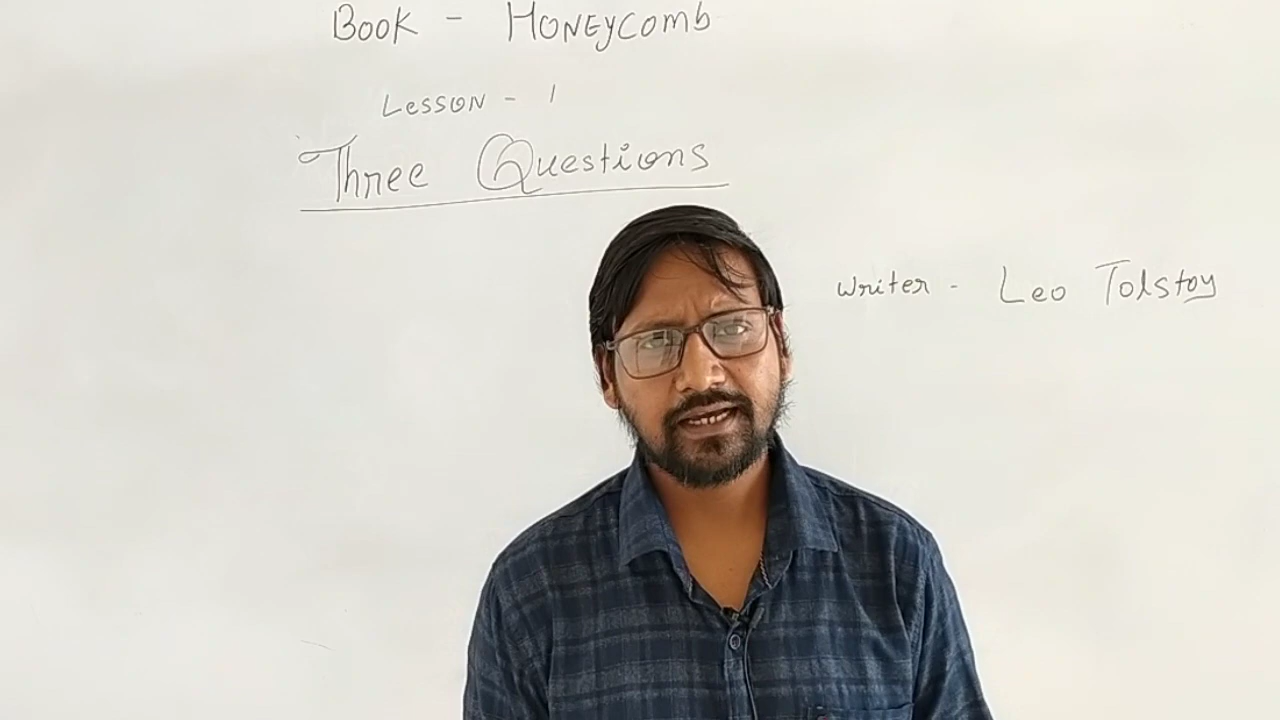 Book - HONEYCOMB
LESSON - 1
Three Questions
Writer - Leo Tolstoy